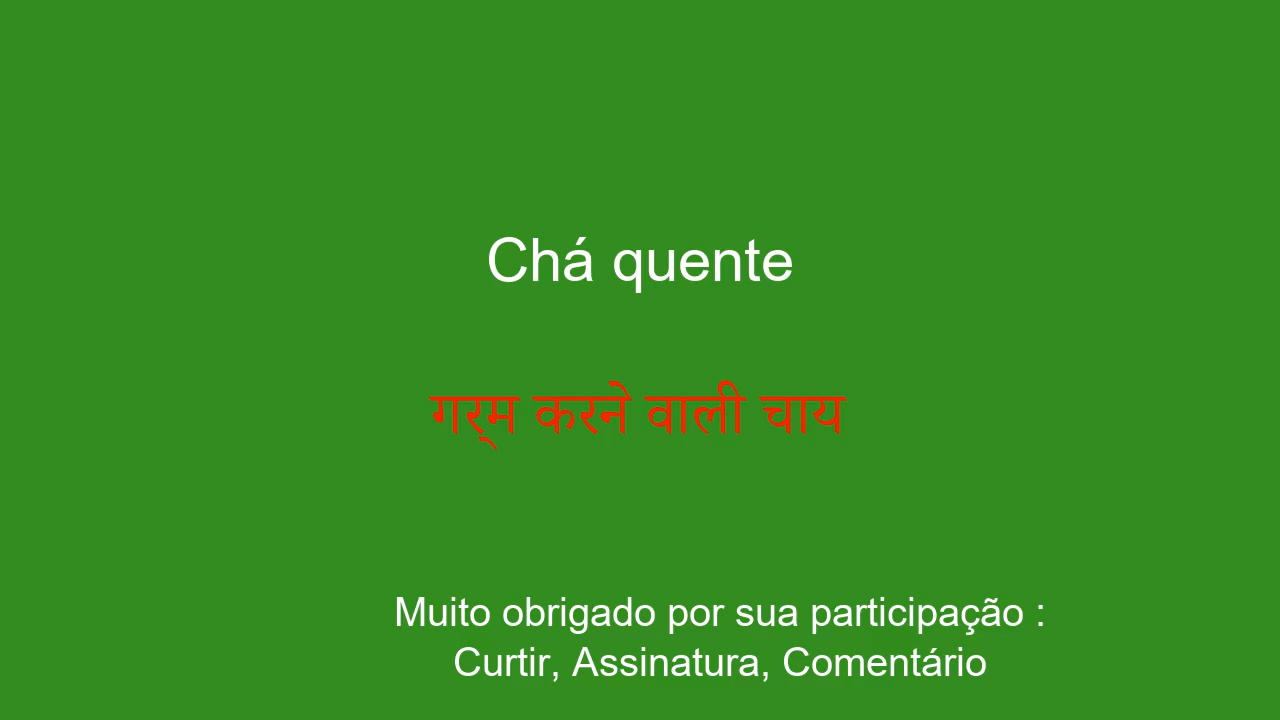 Chá quente
गर्म करने वाली चाय
Muito obrigado por sua participação :
Curtir, Assinatura, Comentário